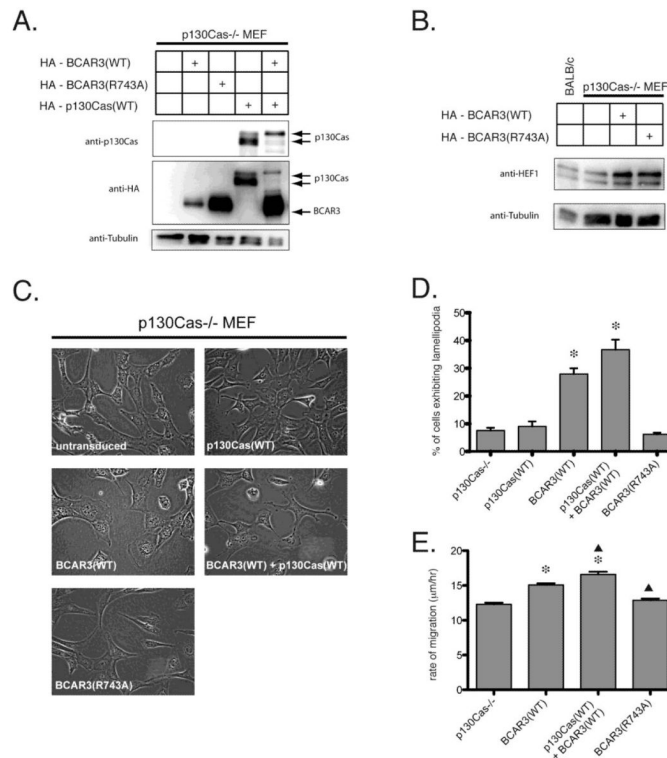 A.
p130Cas-/- MEF
HA - BCAR3(WT) + +
HA - BCAR3(R743A) +
HA - p130Cas(WT) + +
anti-p130Cas p130Cas
anti-HA p130Cas
BCAR3
anti-Tubulin
B.
BALB/c
p130Cas-/- MEF
HA - BCAR3(WT) +
HA - BCAR3(R743A) +
anti-HEF1
anti-Tubulin
C.
p130Cas-/- MEF
untransduced
p130Cas(WT)
BCAR3(WT)
BCAR3(WT) + p130Cas(WT)
BCAR3(R743A)
D.
% of cells exhibiting lamellipodia
50
40
30
20
10
0
* *
p130Cas-/-
p130Cas(WT)
BCAR3(WT)
p130Cas(WT)
+ BCAR3(WT)
BCAR3(R743A)
E.
rate of migration (μm/hr)
20
15
10
5
0
* ▲
* ▲
p130Cas-/-
BCAR3(WT)
p130Cas(WT)
+ BCAR3(WT)
BCAR3(R743A)